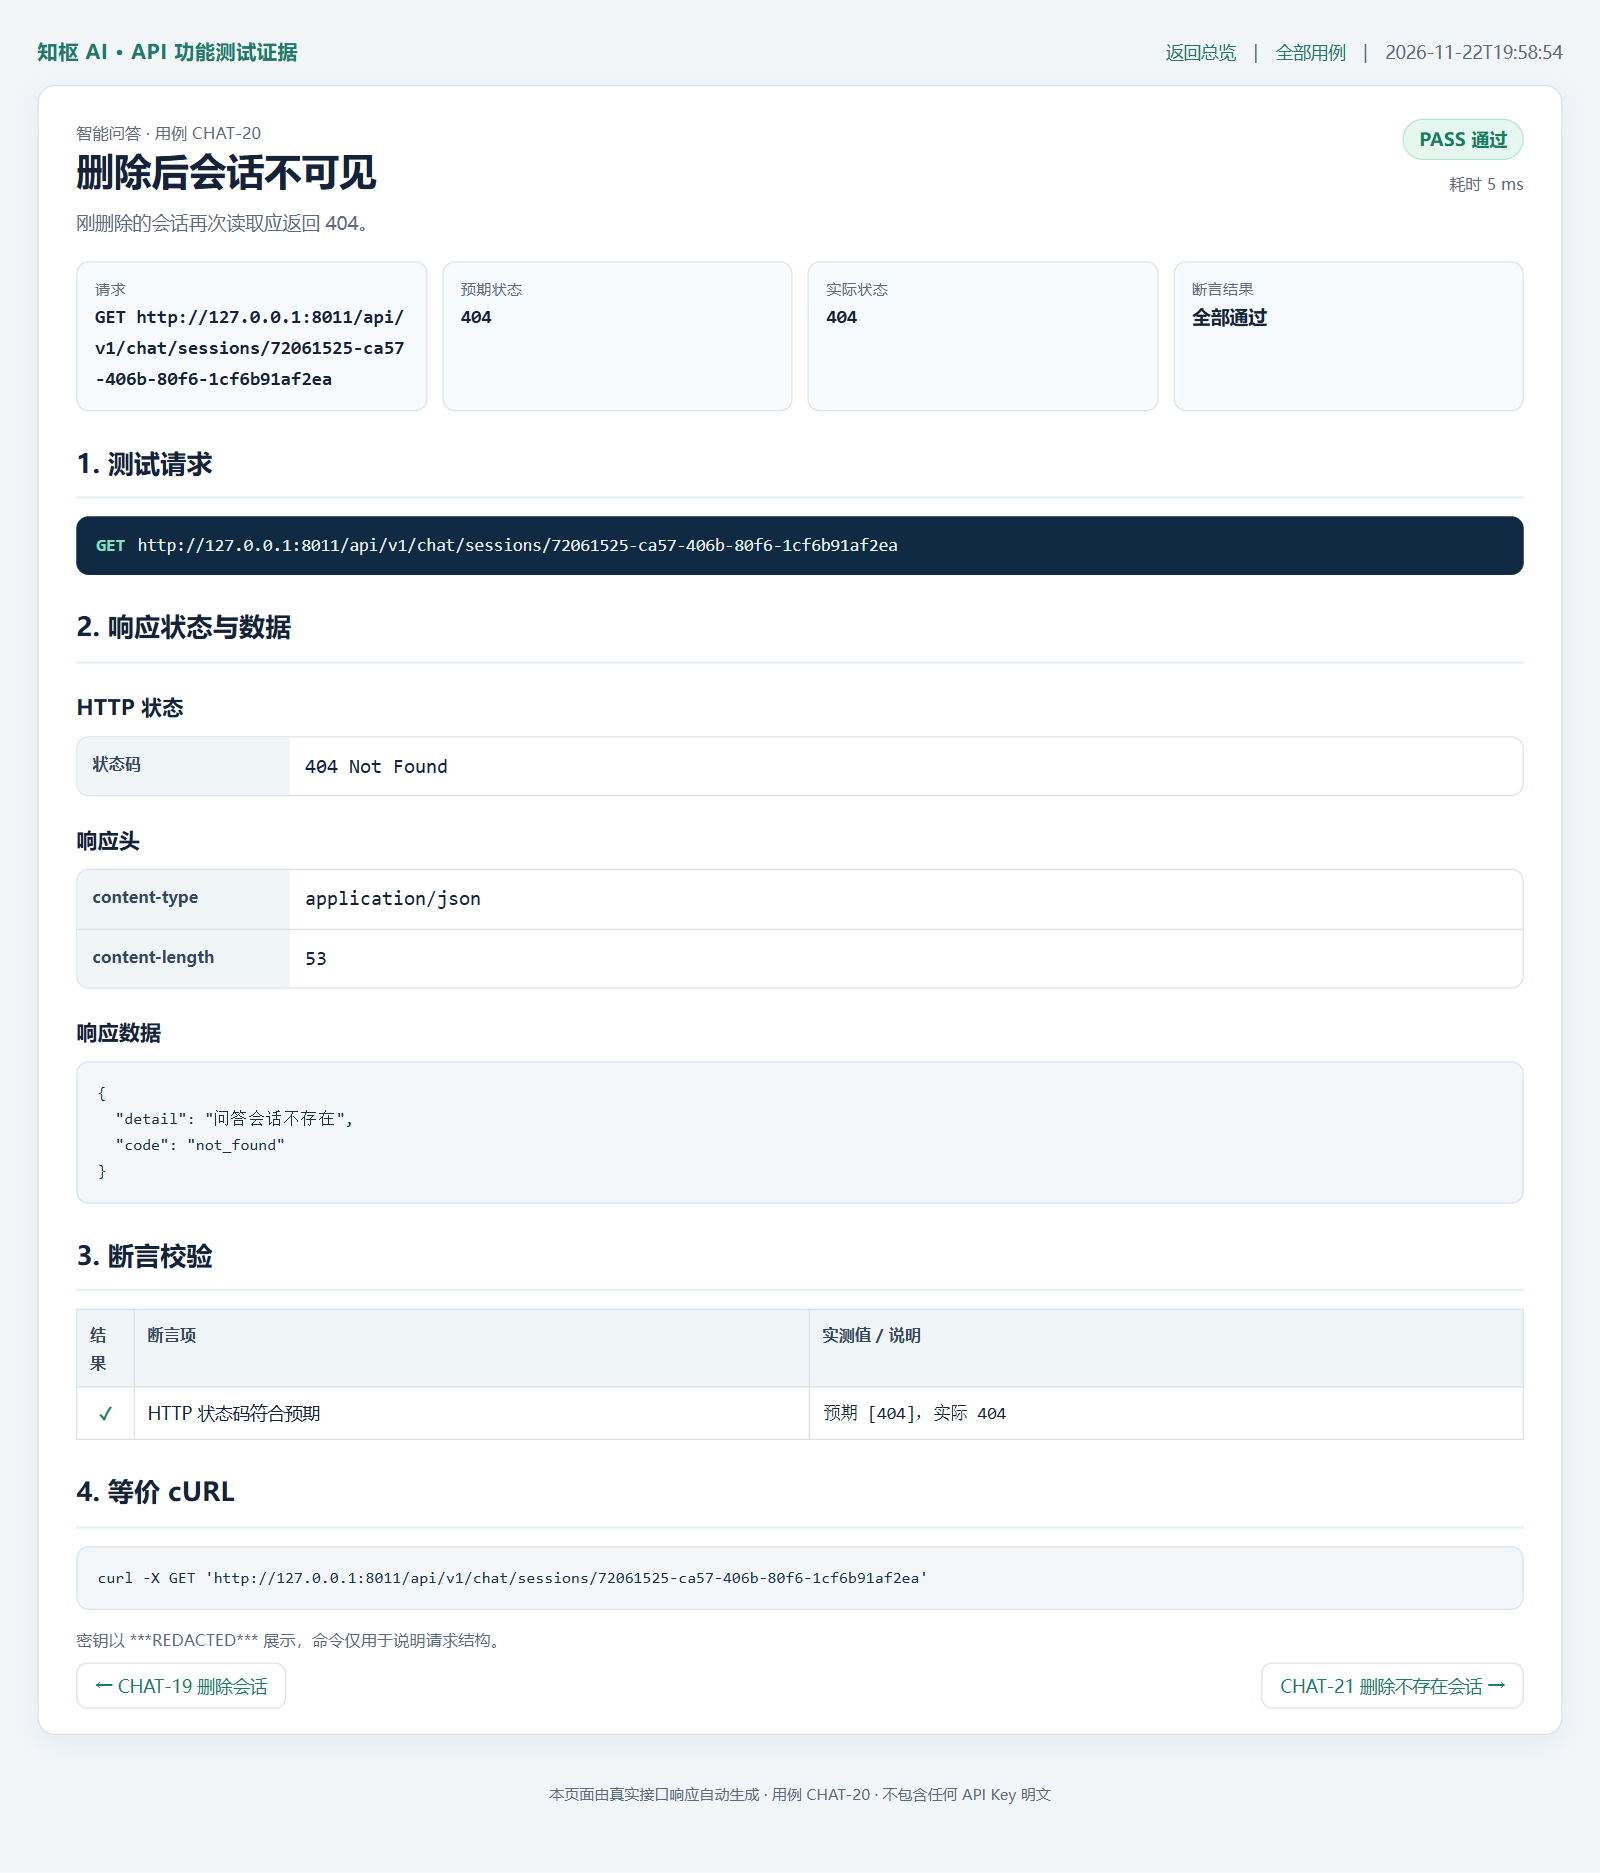 知枢 AI · API 功能测试证据
返回总览 | 全部用例 | 2026-11-22T19:58:54
智能问答 · 用例 CHAT-20
删除后会话不可见
刚删除的会话再次读取应返回 404。
PASS 通过
耗时 5 ms
请求
GET http://127.0.0.1:8011/api/
v1/chat/sessions/72061525-ca57
-406b-80f6-1cf6b91af2ea
预期状态
404
实际状态
404
断言结果
全部通过
1. 测试请求
GET http://127.0.0.1:8011/api/v1/chat/sessions/72061525-ca57-406b-80f6-1cf6b91af2ea
2. 响应状态与数据
HTTP 状态
状态码 404 Not Found
响应头
content-type application/json
content-length 53
响应数据
{
"detail": "问答会话不存在",
"code": "not_found"
}
3. 断言校验
结
果
断言项
实测值 / 说明
✓ HTTP 状态码符合预期 预期 [404]，实际 404
4. 等价 cURL
curl -X GET 'http://127.0.0.1:8011/api/v1/chat/sessions/72061525-ca57-406b-80f6-1cf6b91af2ea'
密钥以 ***REDACTED*** 展示，命令仅用于说明请求结构。
← CHAT-19 删除会话
CHAT-21 删除不存在会话 →
本页面由真实接口响应自动生成 · 用例 CHAT-20 · 不包含任何 API Key 明文